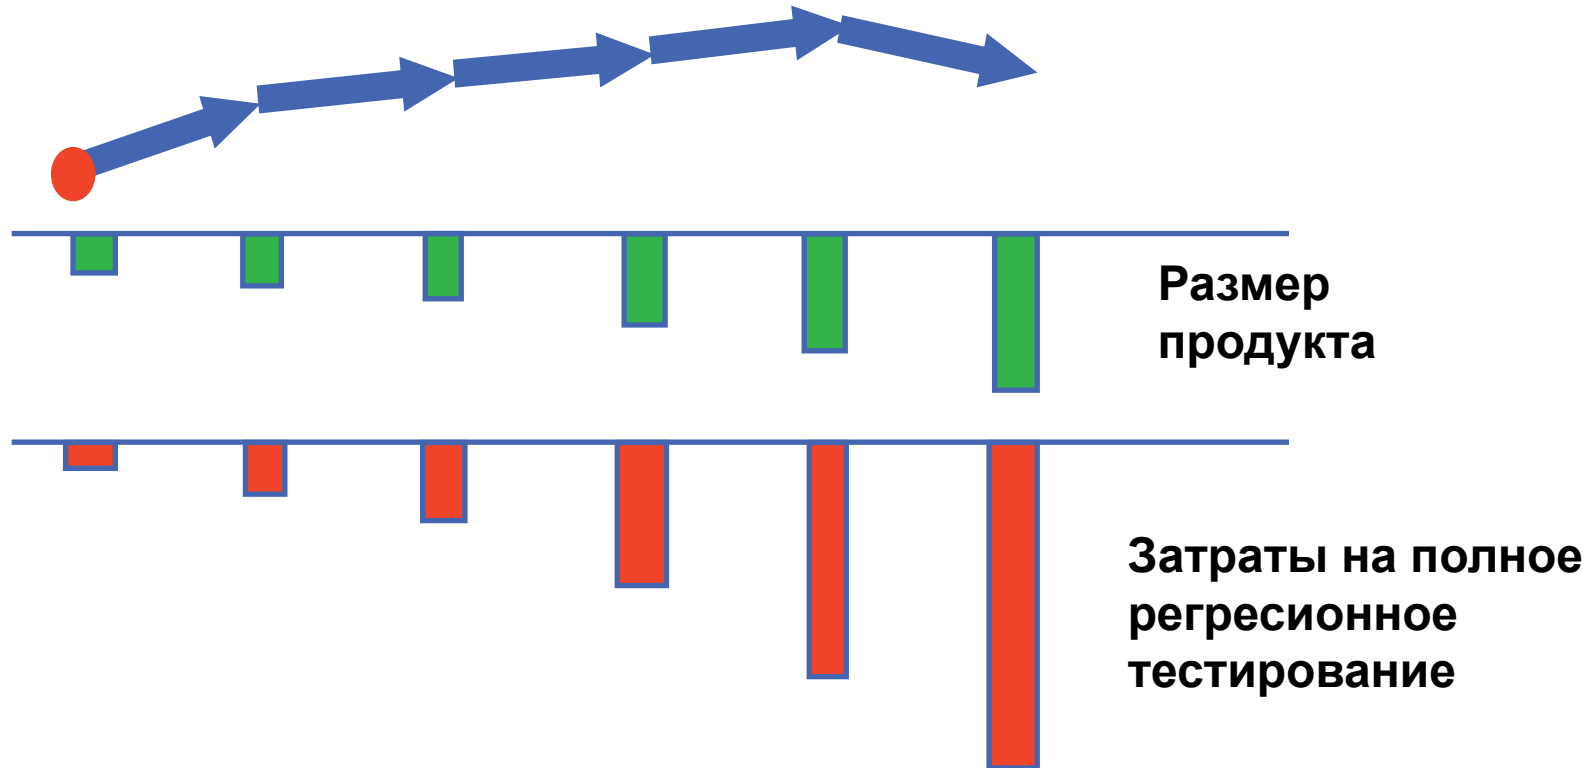 Размер
продукта
Затраты на полное
регресионное
тестирование